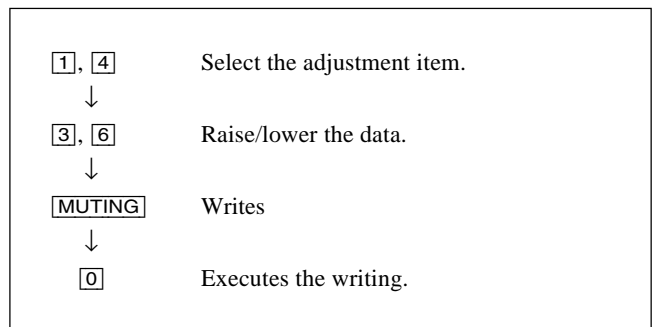 1, 4 Select the adjustment item.
↓
3, 6 Raise/lower the data.
↓
MUTING Writes
↓
0 Executes the writing.